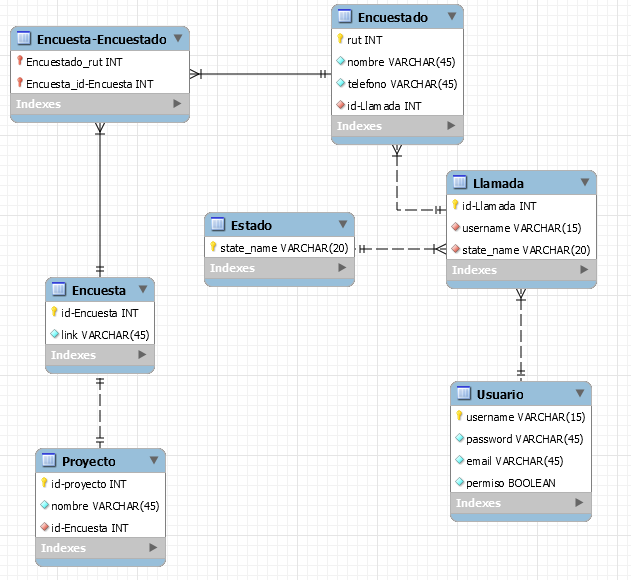 Encuesta-Encuestado
Encuestado_rut INT
Encuesta_id-Encuesta INT
Indexes
Encuestado
rut INT
nombre VARCHAR(45)
telefono VARCHAR(45)
id-Llamada INT
Indexes
Llamada
id-Llamada INT
username VARCHAR(15)
state_name VARCHAR(20)
Indexes
Estado
state_name VARCHAR(20)
Indexes
Encuesta
id-Encuesta INT
link VARCHAR(45)
Indexes
Usuario
username VARCHAR(15)
password VARCHAR(45)
email VARCHAR(45)
permiso BOOLEAN
Indexes
Proyecto
id-proyecto INT
nombre VARCHAR(45)
id-Encuesta INT
Indexes